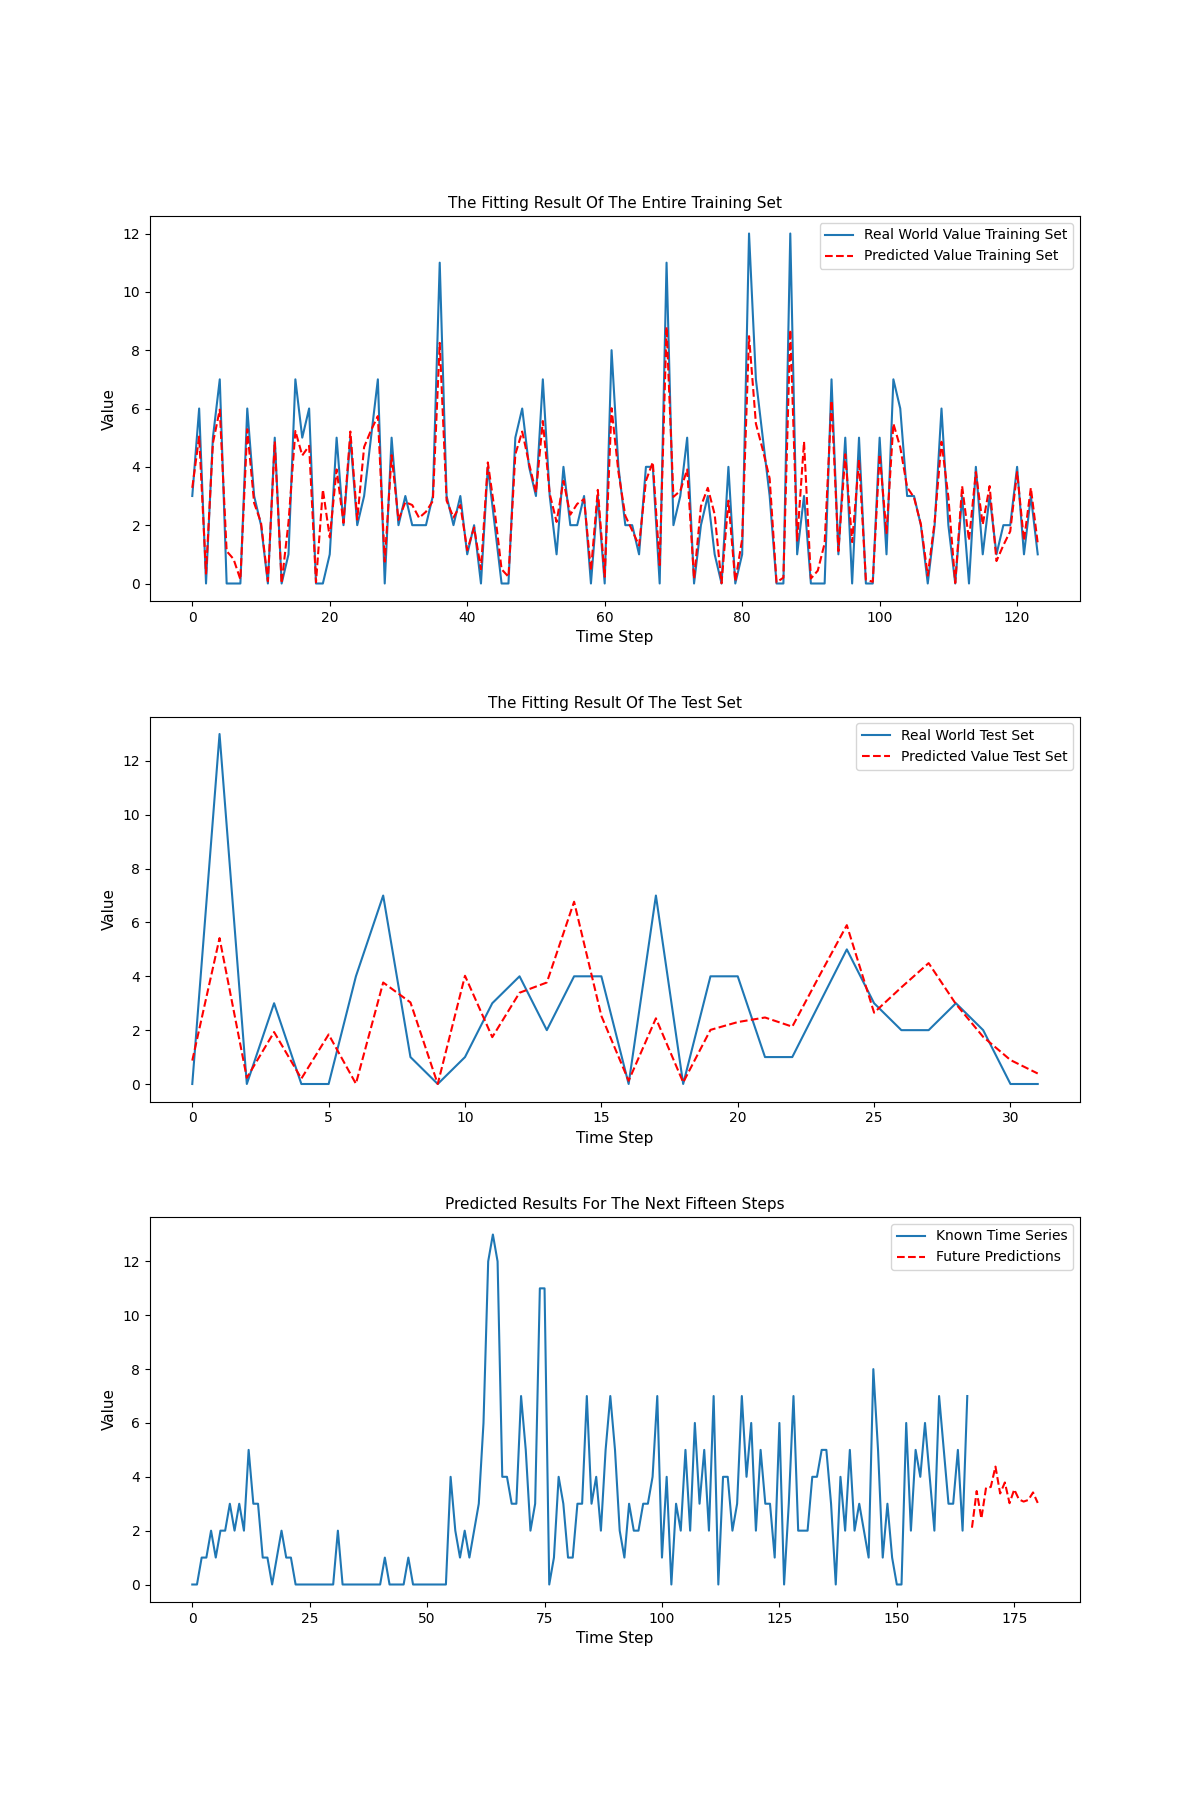 The Fitting Result Of The Entire Training Set
12
10
8
6
4
2
0
Value
Real World Value Training Set
Predicted Value Training Set
0 20 40 60 80 100 120
Time Step
The Fitting Result Of The Test Set
12
10
8
6
4
2
0
Value
Real World Test Set
Predicted Value Test Set
0 5 10 15 20 25 30
Time Step
Predicted Results For The Next Fifteen Steps
12
10
8
6
4
2
0
Value
Known Time Series
Future Predictions
0 25 50 75 100 125 150 175
Time Step